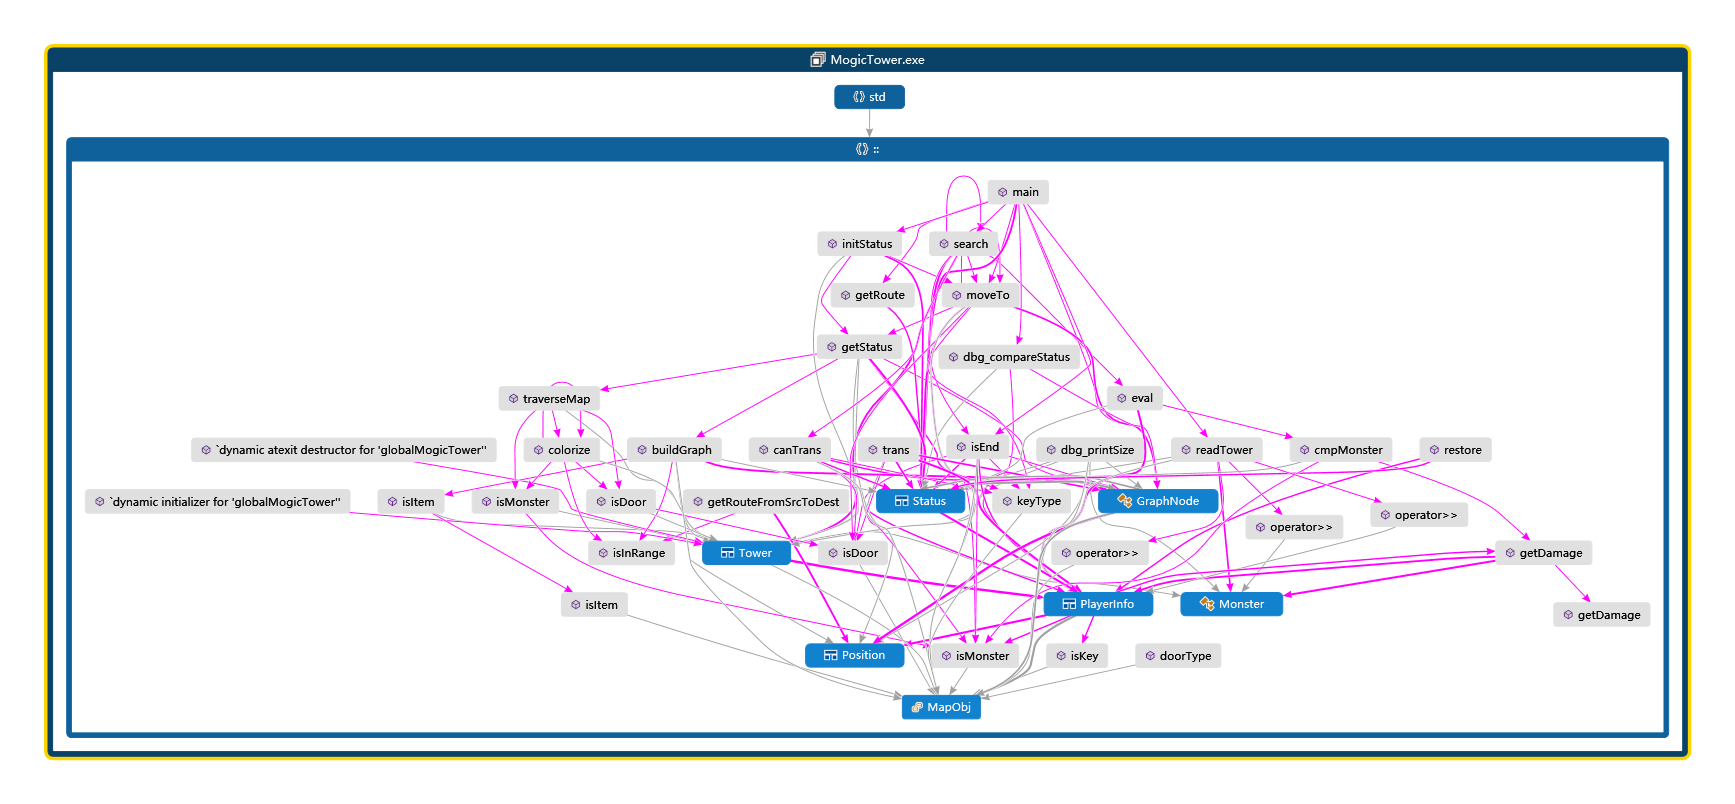 MogicTower.exe
std
::
main
initStatus
search
getRoute
moveTo
getStatus
dbg_compareStatus
traverseMap
eval
`dynamic atexit destructor for 'globalMogicTower''
colorize
buildGraph
canTrans
trans
isEnd
dbg_printSize
readTower
cmpMonster
restore
`dynamic initializer for 'globalMogicTower''
isItem
isMonster
isDoor
getRouteFromSrcToDest
Status
keyType
GraphNode
operator>>
operator>>
isInRange
Tower
isDoor
operator>>
getDamage
isItem
PlayerInfo
Monster
getDamage
Position
isMonster
isKey
doorType
MapObj